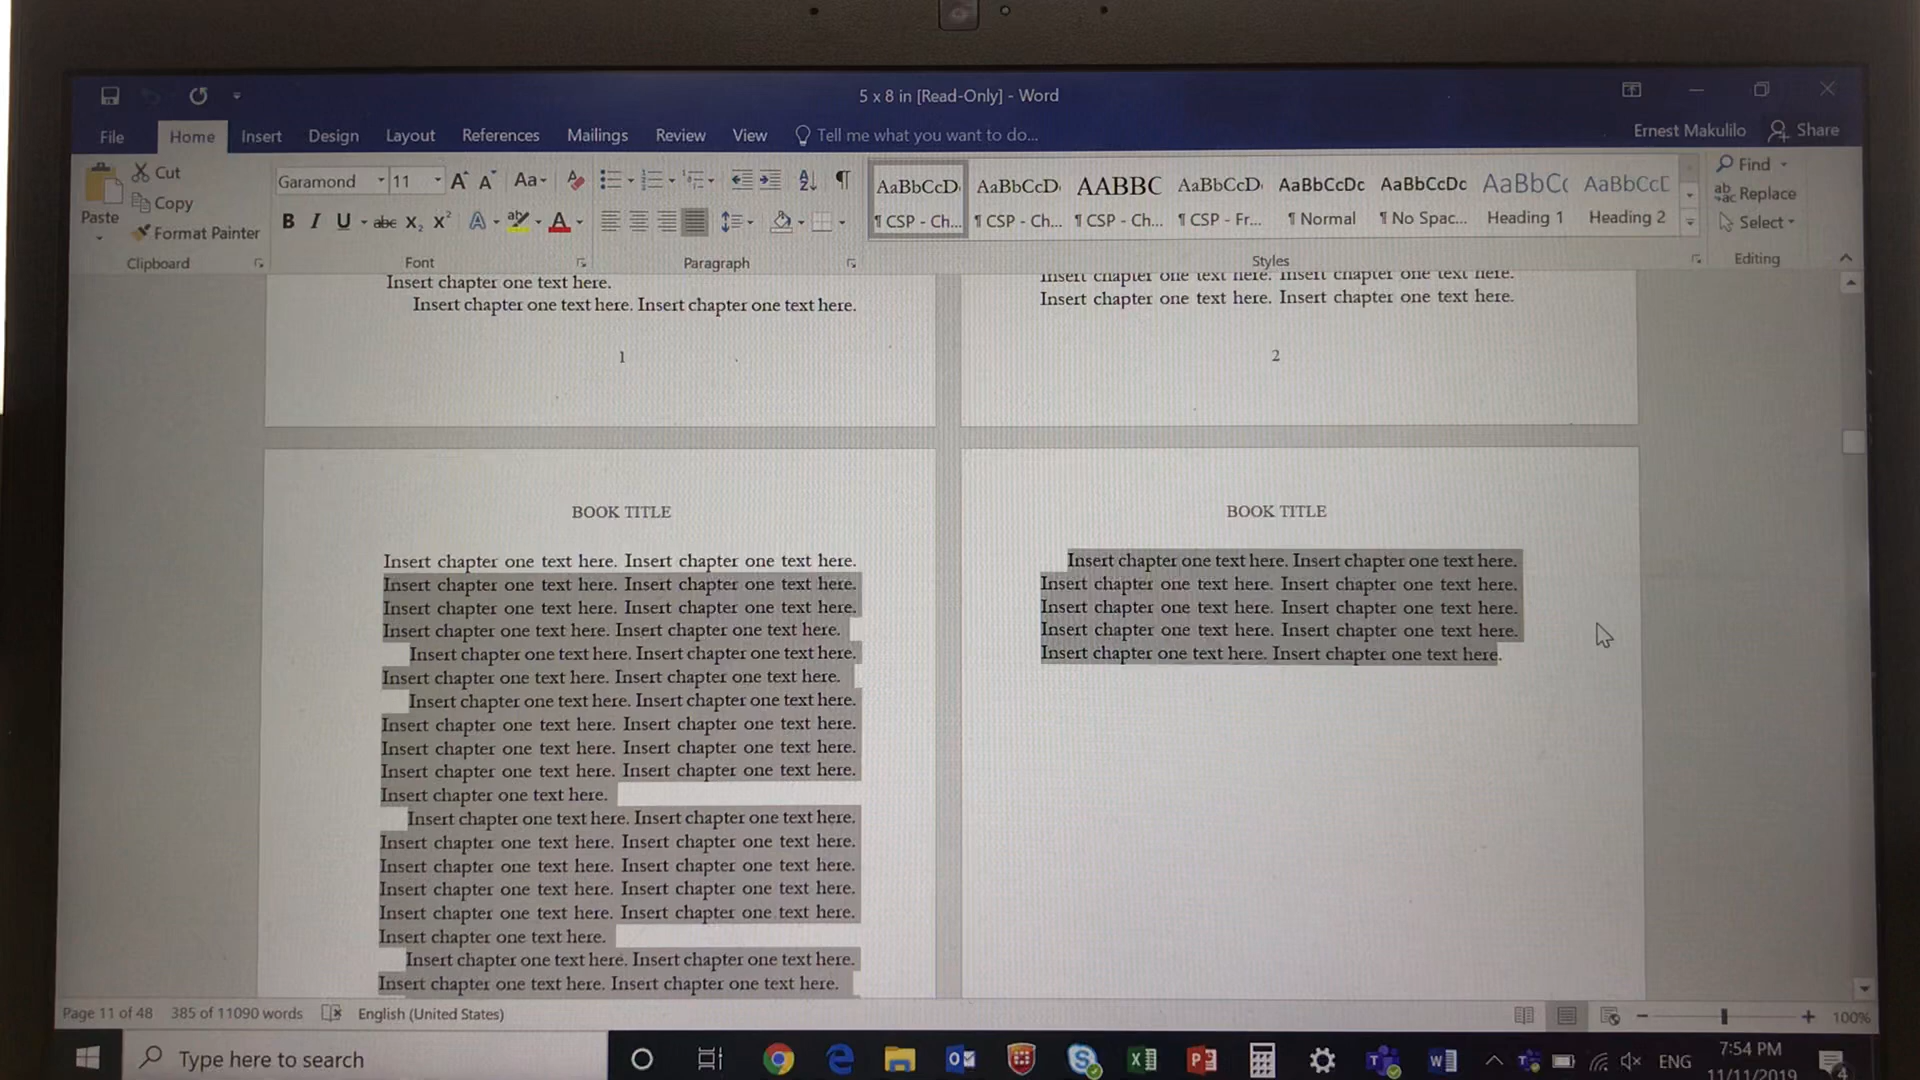 5 x 8 in [Read-Only] - Word
File Home Insert Design Layout References Mailings Review View Tell me what you want to do...
Ernest Makulilo Share
Paste
Cut
Copy
Format Painter
Clipboard
Garamond 11
Aa
B I U abc X₂ X²
Font
Paragraph
AaBbCcD AaBbCcD AABBC AaBbCcD AaBbCcDc AaBbCcDc AaBbC AaBbCcD
¶ CSP - Ch... ¶ CSP - Ch... ¶ CSP - Ch... ¶ CSP - Fr... ¶ Normal ¶ No Spac... Heading 1 Heading 2
Styles
Find
Replace
Select
Editing
Insert chapter one text here.
Insert chapter one text here. Insert chapter one text here.
1
Insert chapter one text here. Insert chapter one text here.
Insert chapter one text here. Insert chapter one text here.
2
BOOK TITLE
Insert chapter one text here. Insert chapter one text here.
Insert chapter one text here. Insert chapter one text here.
Insert chapter one text here. Insert chapter one text here.
Insert chapter one text here. Insert chapter one text here.
Insert chapter one text here. Insert chapter one text here.
Insert chapter one text here. Insert chapter one text here.
Insert chapter one text here. Insert chapter one text here.
Insert chapter one text here. Insert chapter one text here.
Insert chapter one text here. Insert chapter one text here.
Insert chapter one text here. Insert chapter one text here.
Insert chapter one text here.
Insert chapter one text here. Insert chapter one text here.
Insert chapter one text here. Insert chapter one text here.
Insert chapter one text here. Insert chapter one text here.
Insert chapter one text here. Insert chapter one text here.
Insert chapter one text here. Insert chapter one text here.
Insert chapter one text here.
Insert chapter one text here. Insert chapter one text here.
Insert chapter one text here. Insert chapter one text here.
BOOK TITLE
Insert chapter one text here. Insert chapter one text here.
Insert chapter one text here. Insert chapter one text here.
Insert chapter one text here. Insert chapter one text here.
Insert chapter one text here. Insert chapter one text here.
Insert chapter one text here. Insert chapter one text here.
Page 11 of 48 385 of 11090 words English (United States)
100%
Type here to search
ENG
7:54 PM
11/11/2019
4